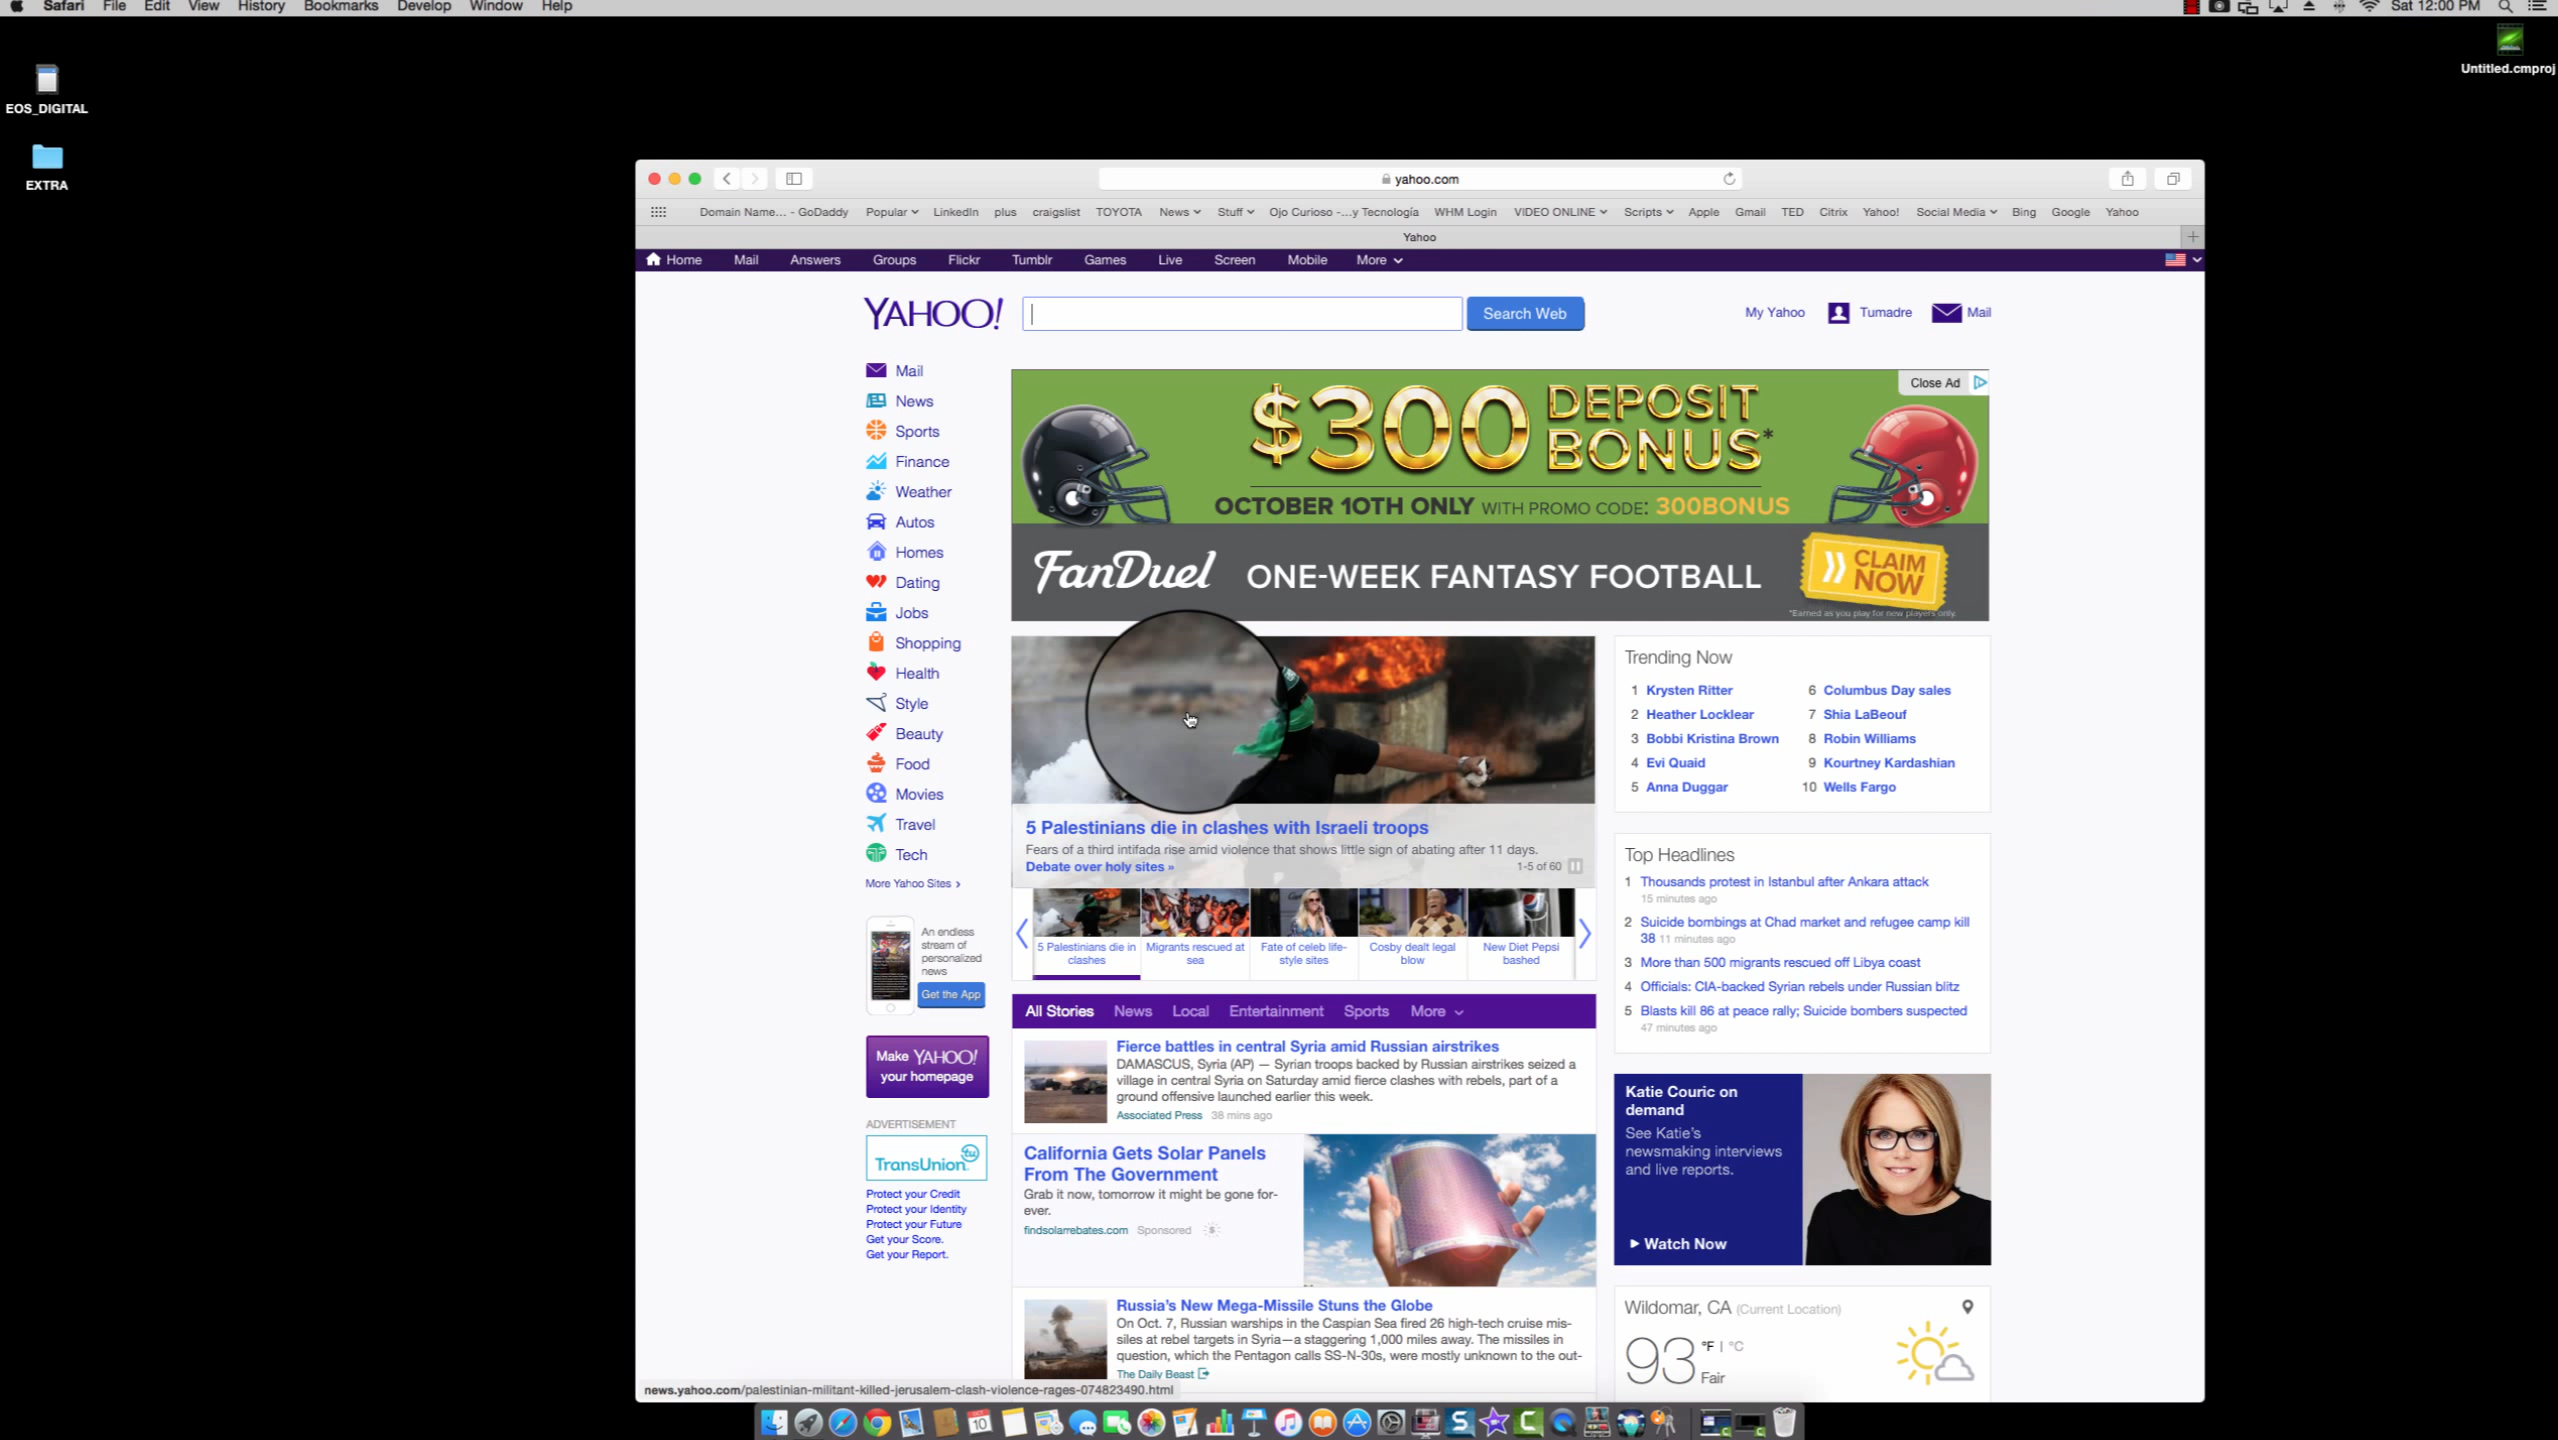 Safari File Edit View History Bookmarks Develop Window Help
Sat 12:00 PM
EOS_DIGITAL
EXTRA
Untitled.cmproj
yahoo.com
Domain Name... - GoDaddy Popular LinkedIn plus craigslist TOYOTA News Stuff Ojo Curioso -...y Tecnología WHM Login VIDEO ONLINE Scripts Apple Gmail TED Citrix Yahoo! Social Media Bing Google Yahoo
Yahoo
Home Mail Answers Groups Flickr Tumblr Games Live Screen Mobile More
YAHOO!
Search Web
My Yahoo Tumadre Mail
Mail
News
Sports
Finance
Weather
Autos
Homes
Dating
Jobs
Shopping
Health
Style
Beauty
Food
Movies
Travel
Tech
More Yahoo Sites ›
An endless
stream of
personalized
news
Get the App
Make YAHOO!
your homepage
ADVERTISEMENT
TransUnion
tu
Protect your Credit
Protect your Identity
Protect your Future
Get your Score.
Get your Report.
Close Ad
$300 DEPOSIT
BONUS*
OCTOBER 10TH ONLY WITH PROMO CODE: 300BONUS
FanDuel ONE-WEEK FANTASY FOOTBALL
CLAIM
NOW
*Earned as you play for new players only.
5 Palestinians die in clashes with Israeli troops
Fears of a third intifada rise amid violence that shows little sign of abating after 11 days.
Debate over holy sites »
1-5 of 60
5 Palestinians die in
clashes
Migrants rescued at
sea
Fate of celeb life-
style sites
Cosby dealt legal
blow
New Diet Pepsi
bashed
All Stories News Local Entertainment Sports More
Fierce battles in central Syria amid Russian airstrikes
DAMASCUS, Syria (AP) — Syrian troops backed by Russian airstrikes seized a
village in central Syria on Saturday amid fierce clashes with rebels, part of a
ground offensive launched earlier this week.
Associated Press 38 mins ago
California Gets Solar Panels
From The Government
Grab it now, tomorrow it might be gone for-
ever.
findsolarrebates.com Sponsored
Russia's New Mega-Missile Stuns the Globe
On Oct. 7, Russian warships in the Caspian Sea fired 26 high-tech cruise mis-
siles at rebel targets in Syria—a staggering 1,000 miles away. The missiles in
question, which the Pentagon calls SS-N-30s, were mostly unknown to the out-
The Daily Beast
Trending Now
1 Krysten Ritter
2 Heather Locklear
3 Bobbi Kristina Brown
4 Evi Quaid
5 Anna Duggar
6 Columbus Day sales
7 Shia LaBeouf
8 Robin Williams
9 Kourtney Kardashian
10 Wells Fargo
Top Headlines
1 Thousands protest in Istanbul after Ankara attack
15 minutes ago
2 Suicide bombings at Chad market and refugee camp kill
38 11 minutes ago
3 More than 500 migrants rescued off Libya coast
4 Officials: CIA-backed Syrian rebels under Russian blitz
5 Blasts kill 86 at peace rally; Suicide bombers suspected
47 minutes ago
Katie Couric on
demand
See Katie's
newsmaking interviews
and live reports.
Watch Now
Wildomar, CA (Current Location)
93 °F | °C
Fair
news.yahoo.com/palestinian-militant-killed-jerusalem-clash-violence-rages-074823490.html
10